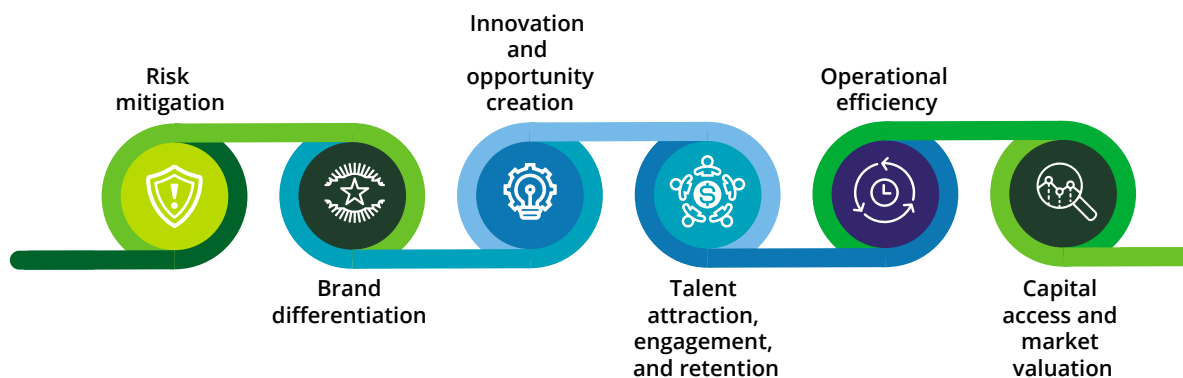 Risk
mitigation
Brand
differentiation
Innovation
and
opportunity
creation
Talent
attraction,
engagement,
and retention
Operational
efficiency
Capital
access and
market
valuation